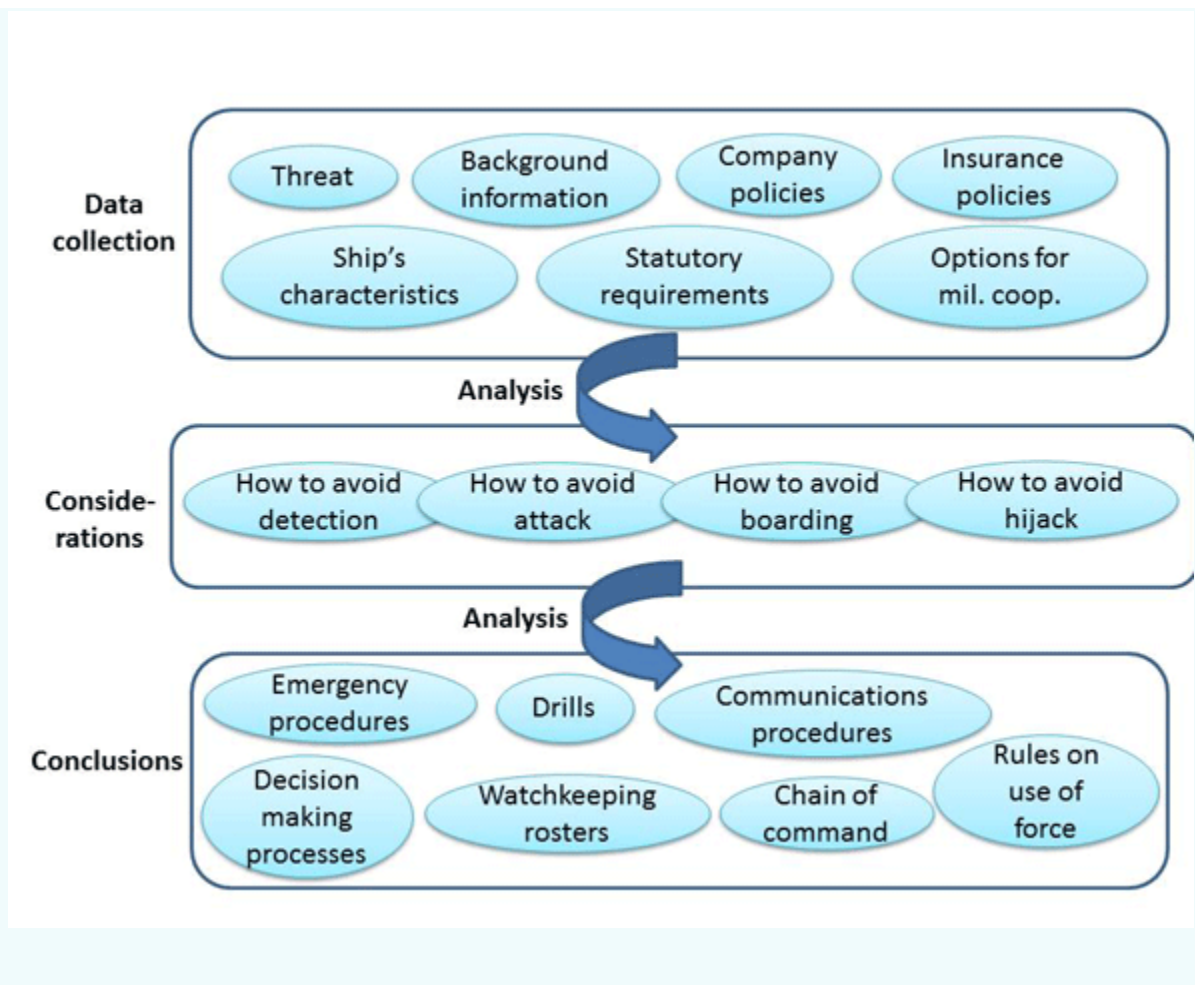 Data
collection
Threat
Background
information
Company
policies
Insurance
policies
Ship's
characteristics
Statutory
requirements
Options for
mil. coop.
Analysis
Conside-
rations
How to avoid
detection
How to avoid
attack
How to avoid
boarding
How to avoid
hijack
Analysis
Conclusions
Emergency
procedures
Drills
Communications
procedures
Decision
making
processes
Watchkeeping
rosters
Chain of
command
Rules on
use of
force